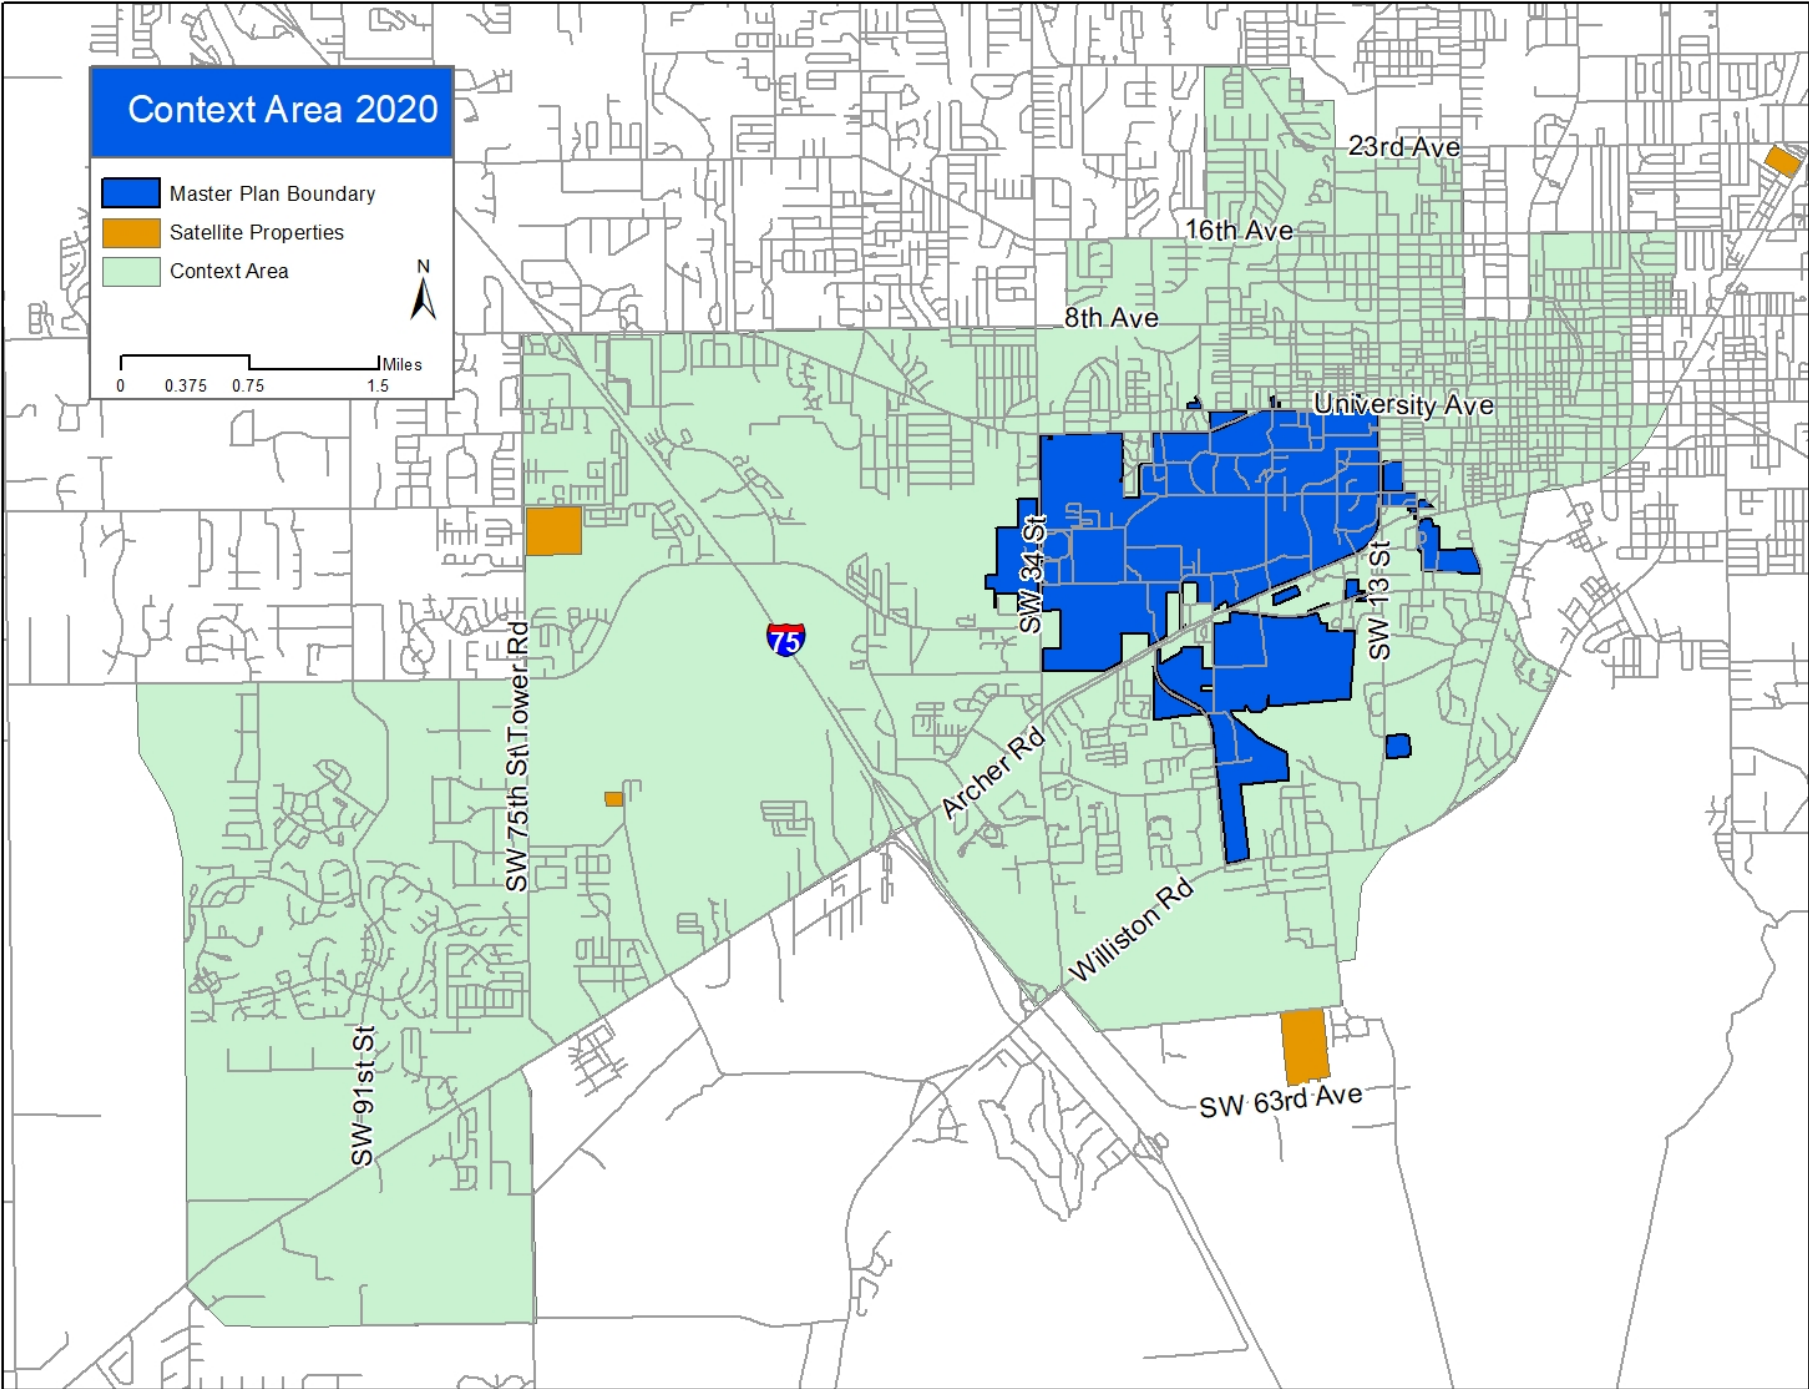 Context Area 2020
Master Plan Boundary
Satellite Properties
Context Area
N
Miles
0 0.375 0.75 1.5
23rd Ave
16th Ave
8th Ave
University Ave
SW 34 St
SW 13 St
75
SW 75th St\Tower Rd
Archer Rd
Williston Rd
SW 91st St
SW 63rd Ave